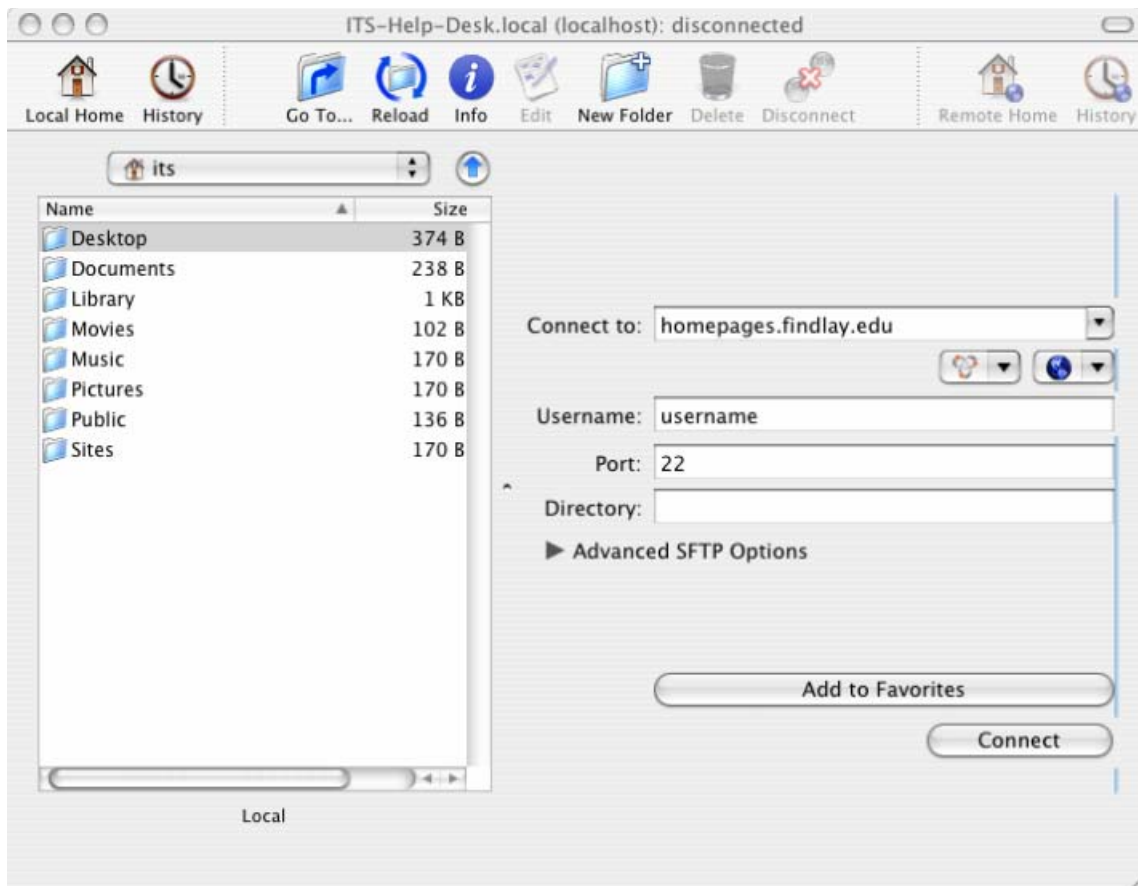 ITS-Help-Desk.local (localhost): disconnected
Local Home History Go To... Reload Info Edit New Folder Delete Disconnect Remote Home History
its
Name Size
Desktop 374 B
Documents 238 B
Library 1 KB
Movies 102 B
Music 170 B
Pictures 170 B
Public 136 B
Sites 170 B
Local
Connect to: homepages.findlay.edu
Username: username
Port: 22
Directory:
Advanced SFTP Options
Add to Favorites
Connect